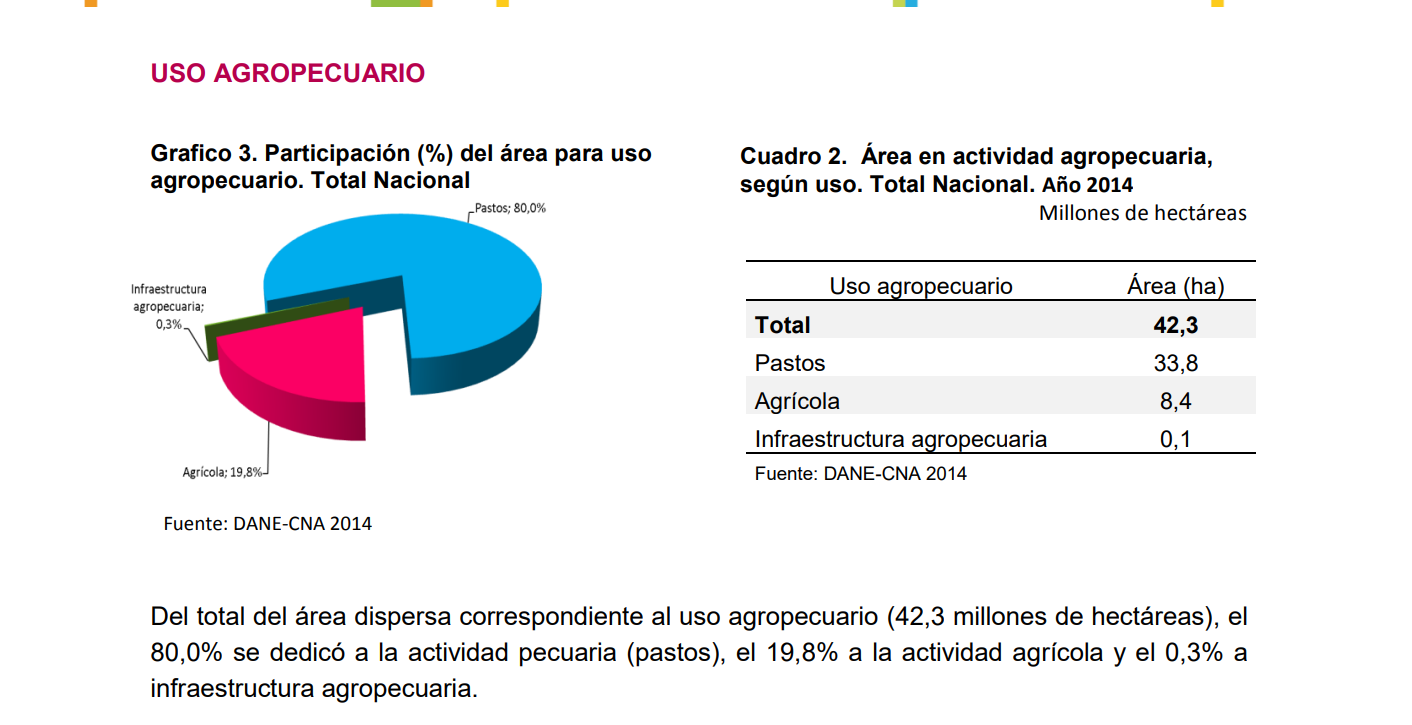 USO AGROPECUARIO
Grafico 3. Participación (%) del área para uso
agropecuario. Total Nacional
Pastos; 80,0%
Infraestructura
agropecuaria;
0,3%
Agrícola; 19,8%
Fuente: DANE-CNA 2014
Cuadro 2.  Área en actividad agropecuaria,
según uso. Total Nacional. Año 2014
Millones de hectáreas
Uso agropecuario Área (ha)
Total 42,3
Pastos 33,8
Agrícola 8,4
Infraestructura agropecuaria 0,1
Fuente: DANE-CNA 2014
Del total del área dispersa correspondiente al uso agropecuario (42,3 millones de hectáreas), el
80,0% se dedicó a la actividad pecuaria (pastos), el 19,8% a la actividad agrícola y el 0,3% a
infraestructura agropecuaria.